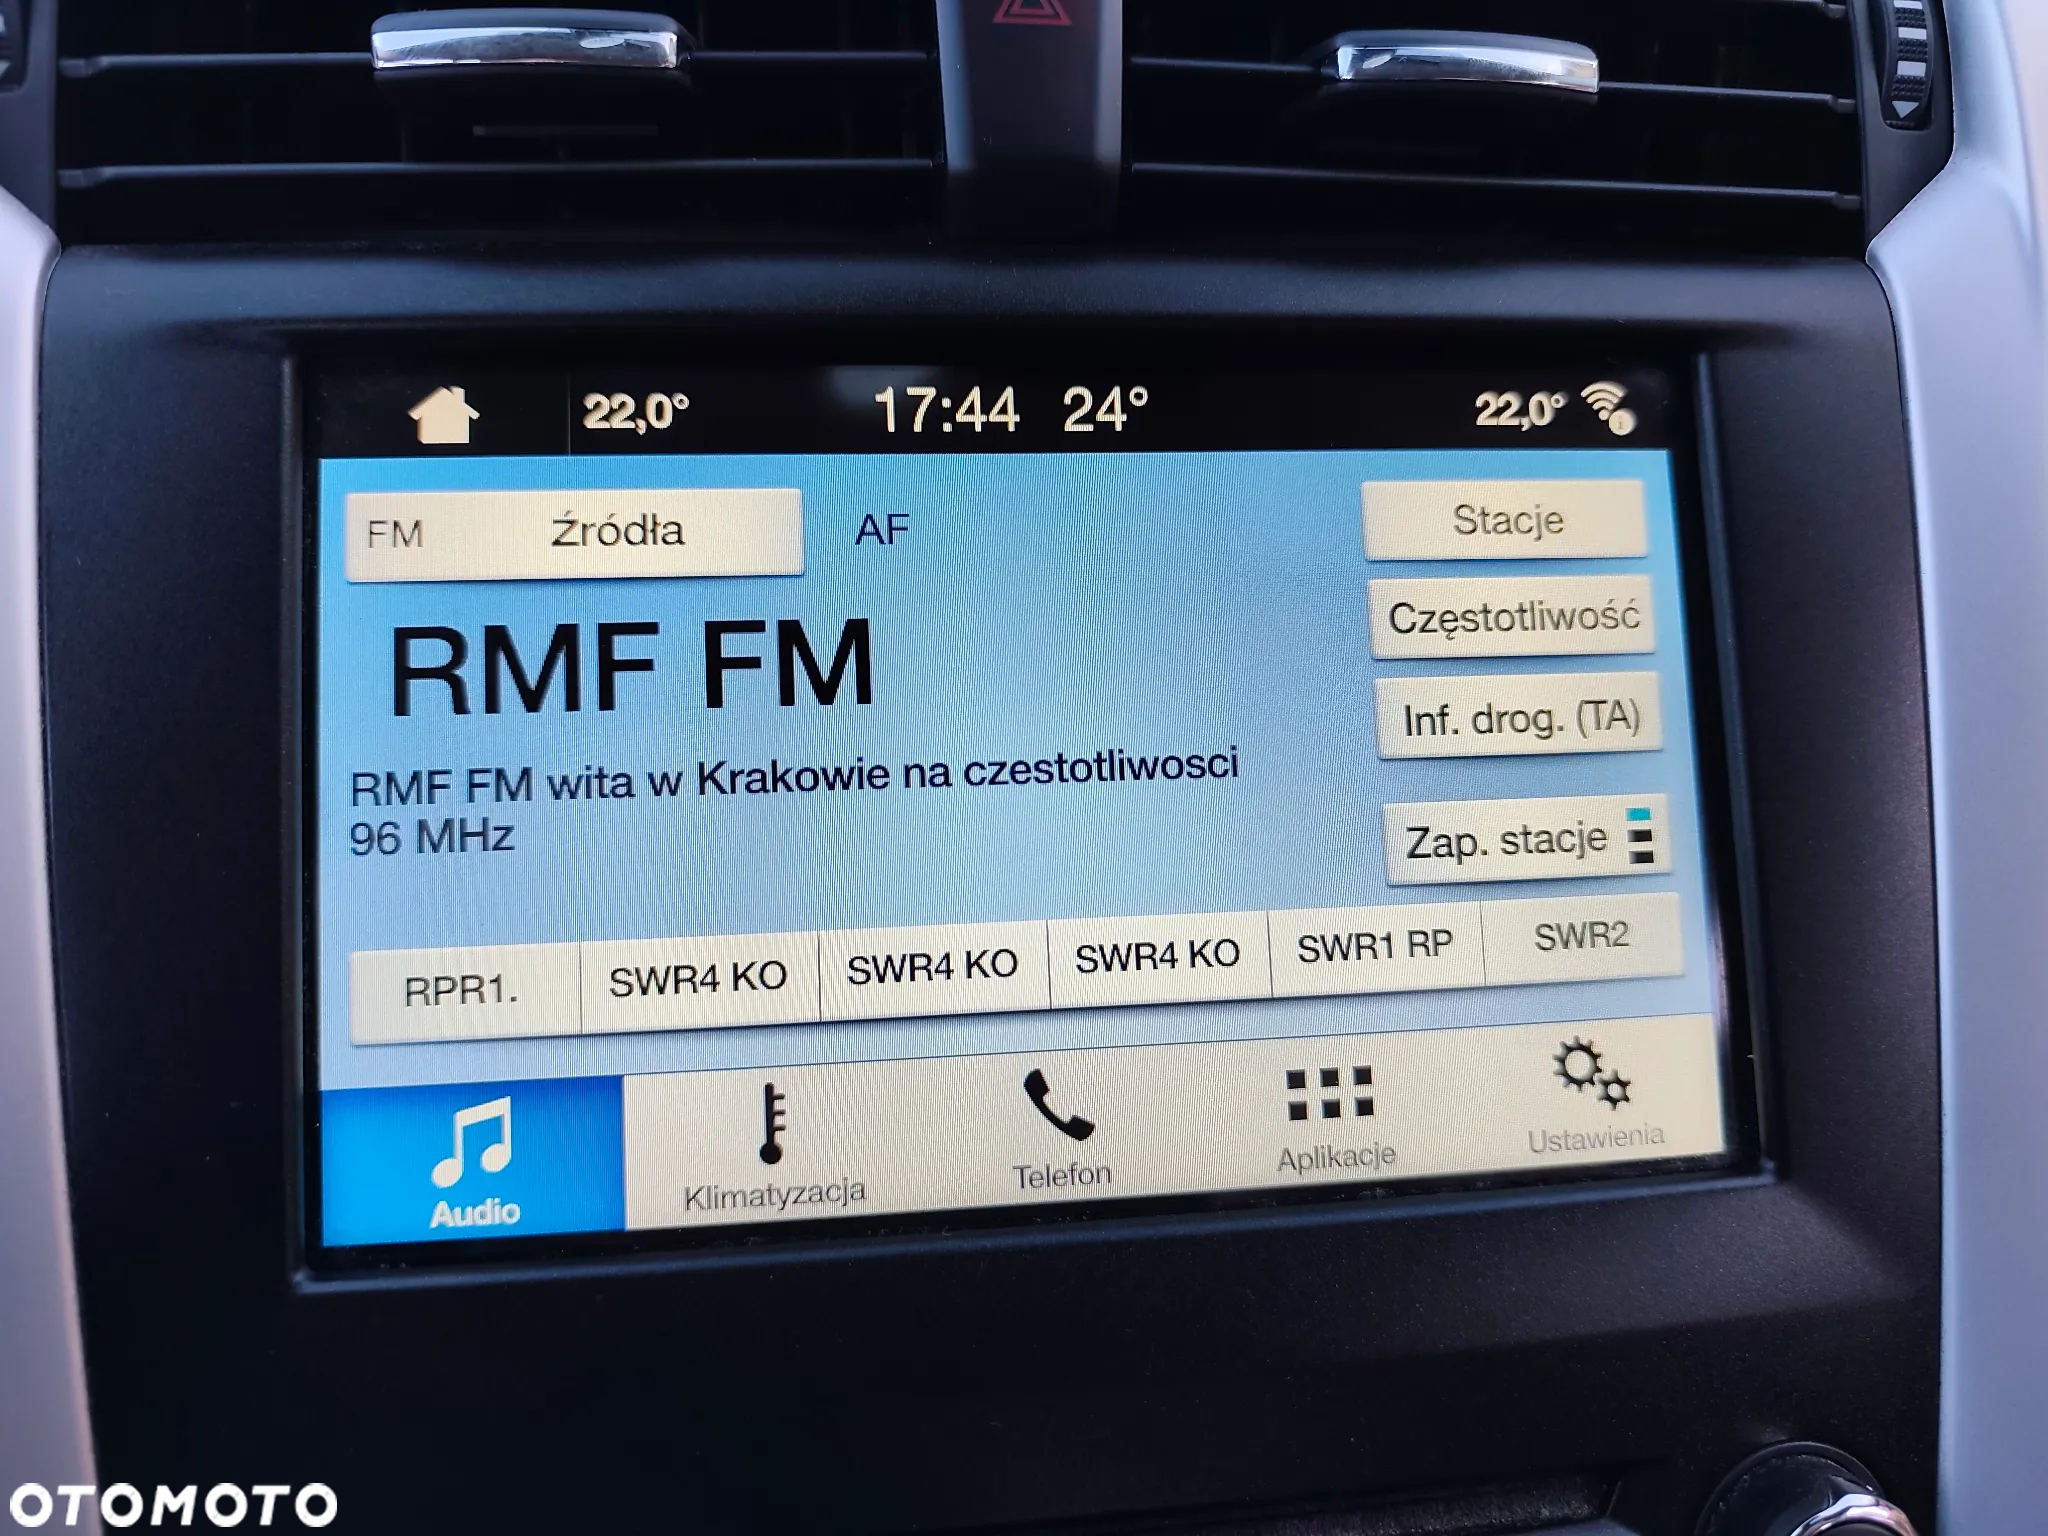 22,0° 17:44 24° 22,0°
FM Źródła AF Stacje
RMF FM
Częstotliwość
Inf. drog. (TA)
RMF FM wita w Krakowie na czestotliwosci
96 MHz
Zap. stacje
RPR1. SWR4 KO SWR4 KO SWR4 KO SWR1 RP SWR2
Audio Klimatyzacja Telefon Aplikacje Ustawienia
OTOMOTO